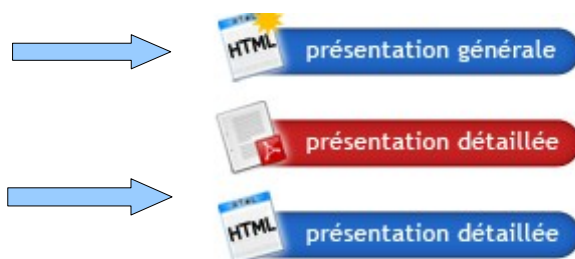 HTML présentation générale
présentation détaillée
HTML
HTML présentation détaillée